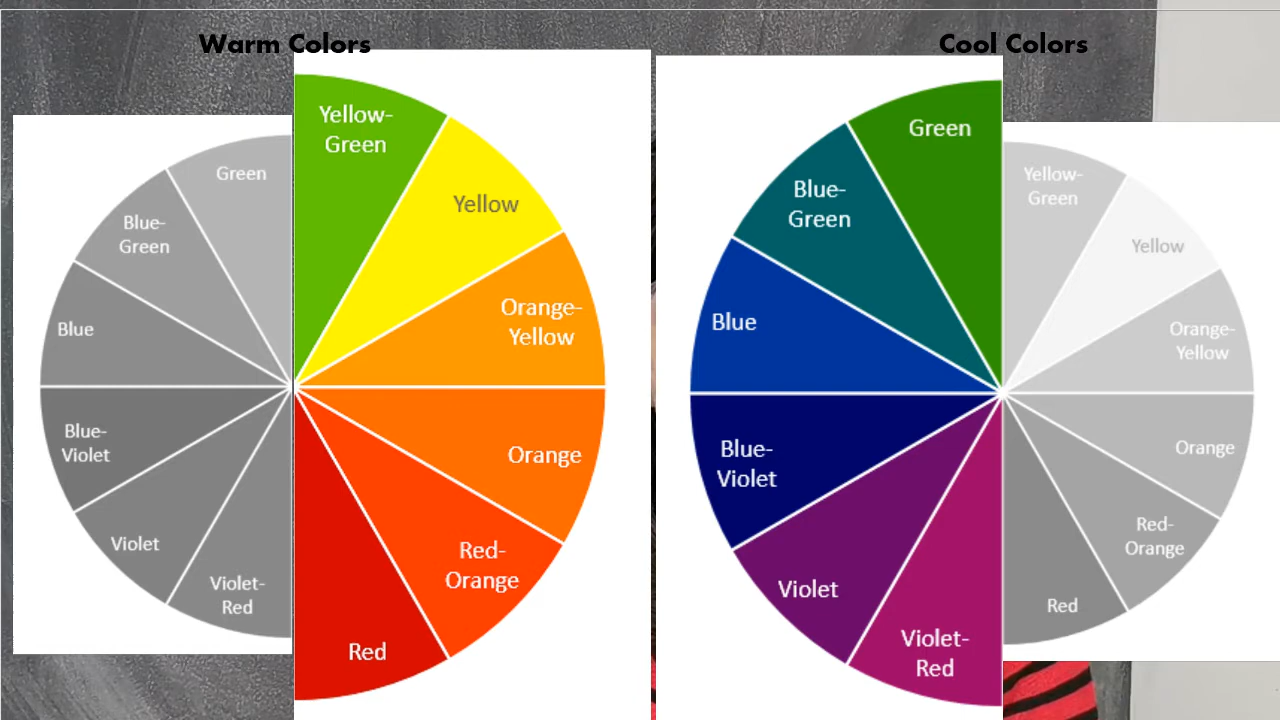 Warm Colors
Green
Blue-
Green
Blue
Blue-
Violet
Violet
Violet-
Red
Yellow-
Green
Yellow
Orange-
Yellow
Orange
Red-
Orange
Red
Cool Colors
Green
Blue-
Green
Blue
Blue-
Violet
Violet
Violet-
Red
Yellow-
Green
Yellow
Orange-
Yellow
Orange
Red-
Orange
Red